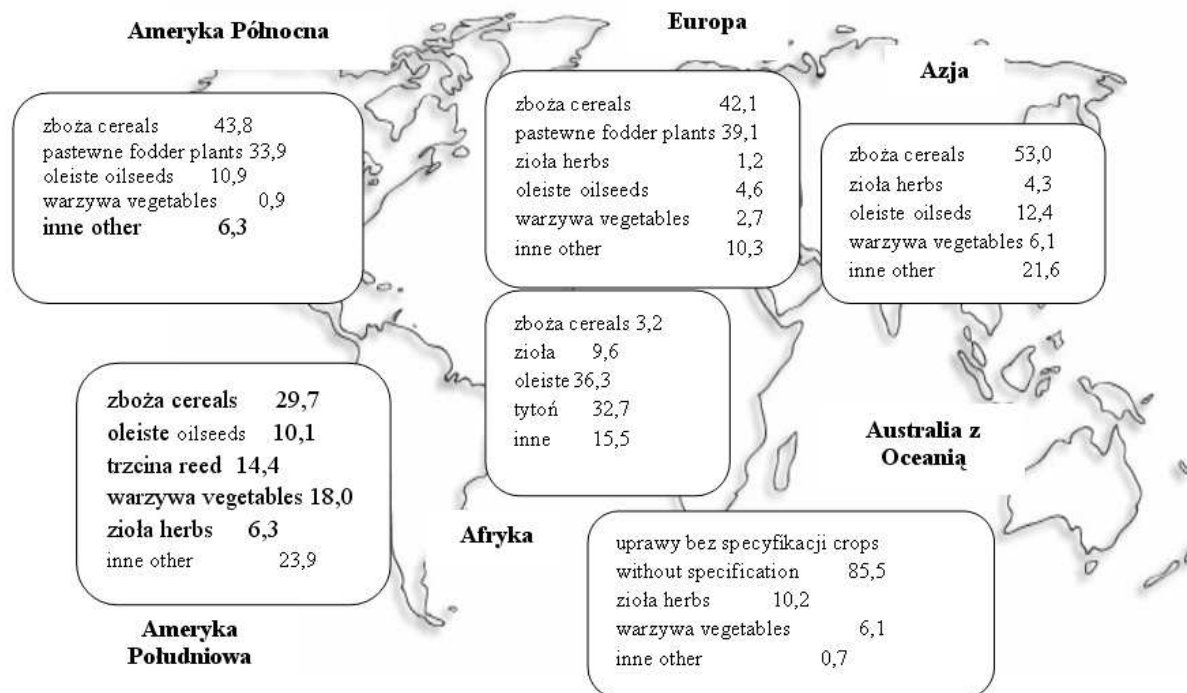 Ameryka Północna
zboża cereals 43,8
pastewne fodder plants 33,9
oleiste oilseeds 10,9
warzywa vegetables 0,9
inne other 6,3
Europa
zboża cereals 42,1
pastewne fodder plants 39,1
zioła herbs 1,2
oleiste oilseeds 4,6
warzywa vegetables 2,7
inne other 10,3
Azja
zboża cereals 53,0
zioła herbs 4,3
oleiste oilseds 12,4
warzywa vegetables 6,1
inne other 21,6
zboża cereals 3,2
zioła 9,6
oleiste 36,3
tytoń 32,7
inne 15,5
Afryka
zboża cereals 29,7
oleiste oilseeds 10,1
trzcina reed 14,4
warzywa vegetables 18,0
zioła herbs 6,3
inne other 23,9
Ameryka
Południowa
Australia z
Oceanią
uprawy bez specyfikacji crops
without specification 85,5
zioła herbs 10,2
warzywa vegetables 6,1
inne other 0,7